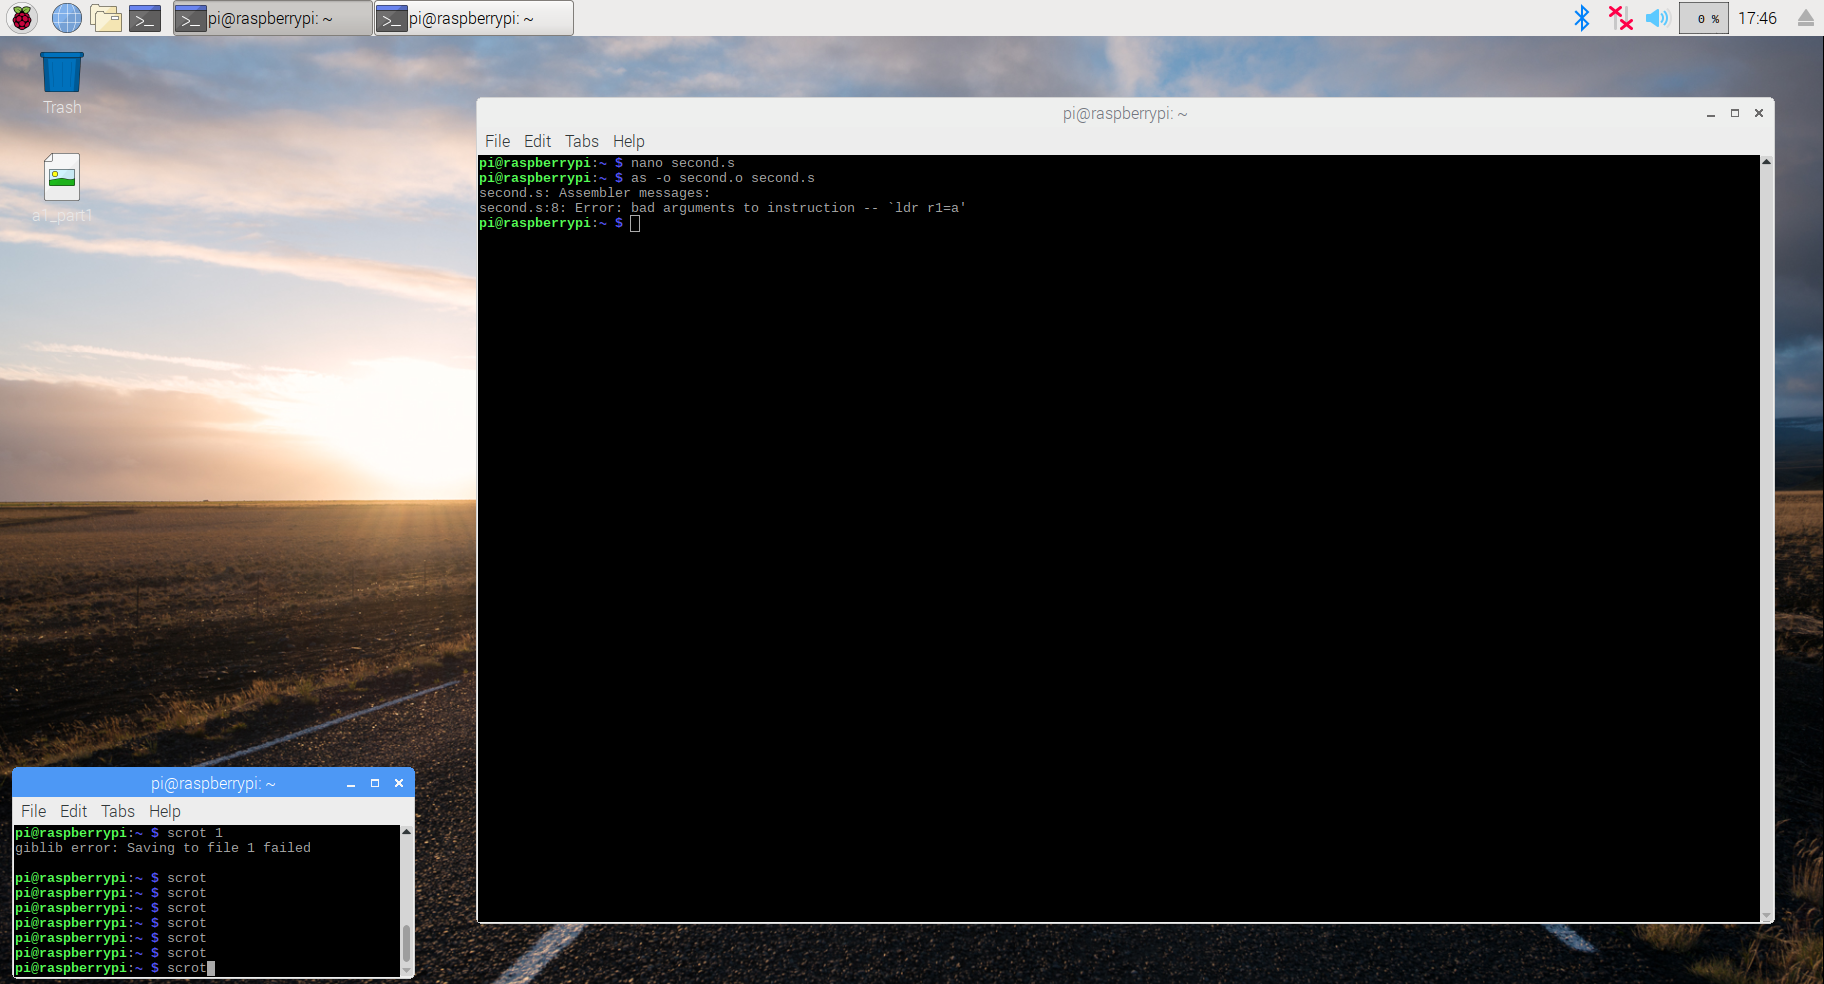 pi@raspberrypi: ~
pi@raspberrypi: ~
0 %
17:46
Trash
a1_part1
pi@raspberrypi: ~
File Edit Tabs Help
pi@raspberrypi:~ $ nano second.s
pi@raspberrypi:~ $ as -o second.o second.s
second.s: Assembler messages:
second.s:8: Error: bad arguments to instruction -- `ldr r1=a'
pi@raspberrypi:~ $
pi@raspberrypi: ~
File Edit Tabs Help
pi@raspberrypi:~ $ scrot 1
giblib error: Saving to file 1 failed
pi@raspberrypi:~ $ scrot
pi@raspberrypi:~ $ scrot
pi@raspberrypi:~ $ scrot
pi@raspberrypi:~ $ scrot
pi@raspberrypi:~ $ scrot
pi@raspberrypi:~ $ scrot
pi@raspberrypi:~ $ scrot